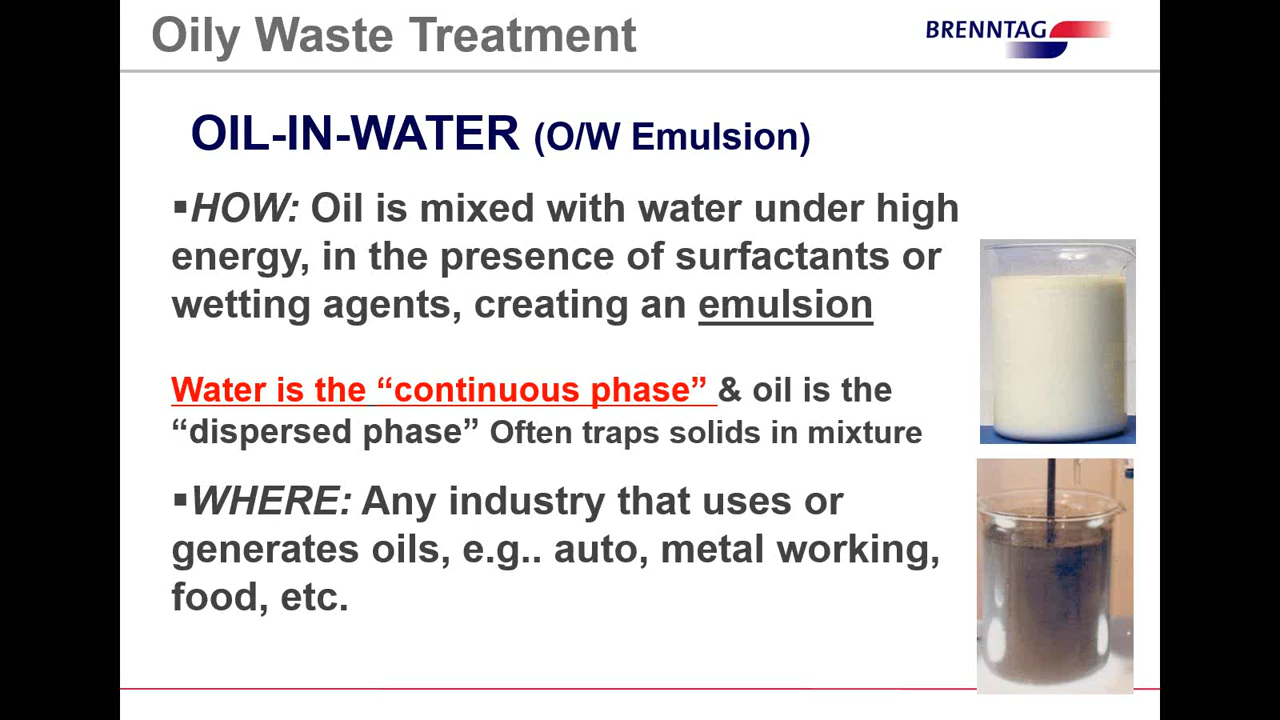 Oily Waste Treatment
BRENNTAG
OIL-IN-WATER (O/W Emulsion)
▪HOW: Oil is mixed with water under high
energy, in the presence of surfactants or
wetting agents, creating an emulsion
Water is the “continuous phase” & oil is the
“dispersed phase” Often traps solids in mixture
▪WHERE: Any industry that uses or
generates oils, e.g.. auto, metal working,
food, etc.